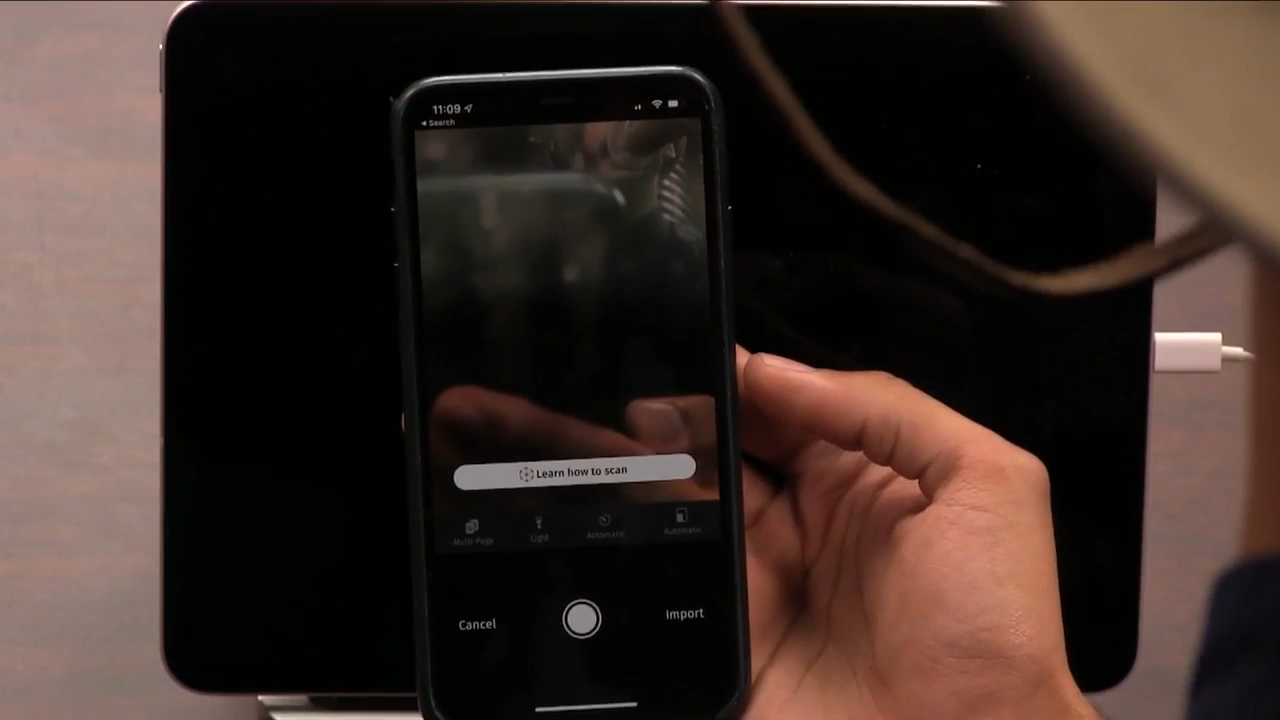 11:09
◂ Search
Learn how to scan
Multi-Page
Light
Automatic
Automatic
Cancel
Import